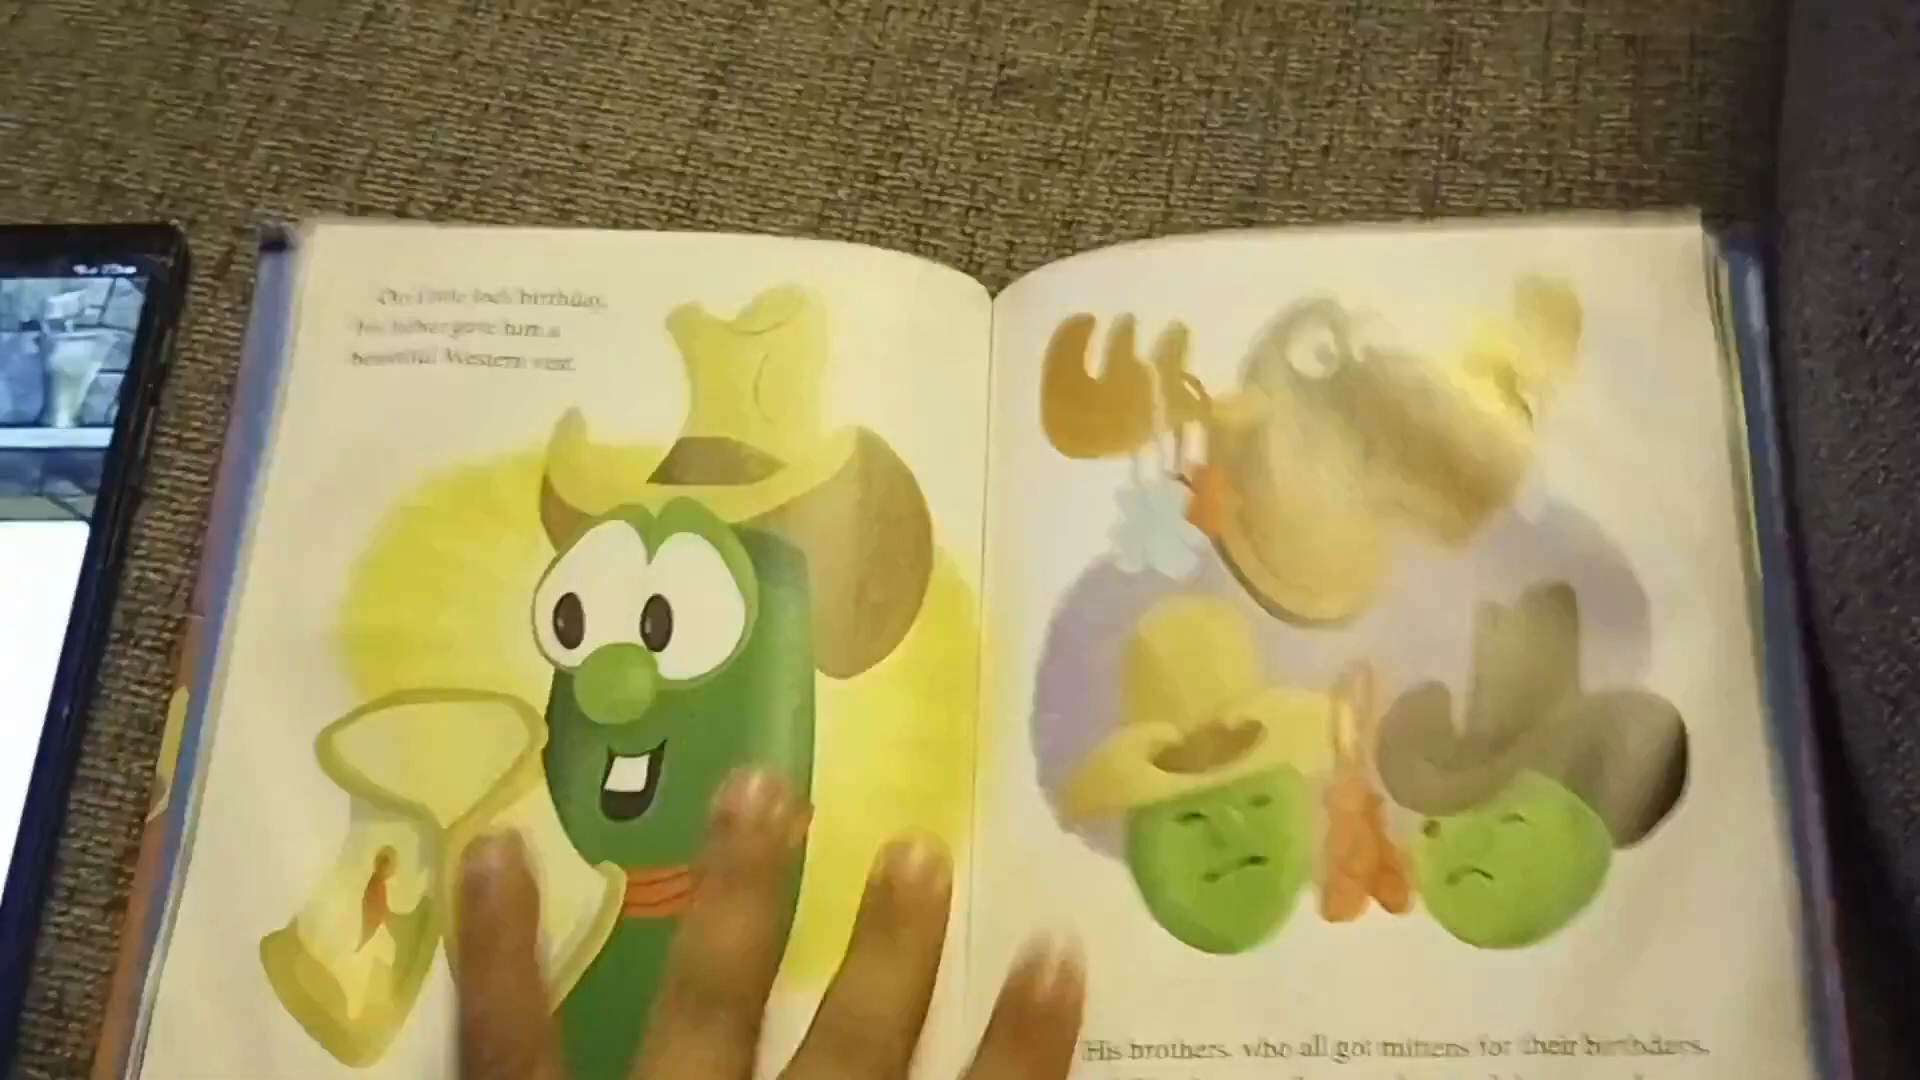 On Little Joe's birthday,
his father gave him a
beautiful Western vest.
His brothers, who all got mittens for their birthdays,